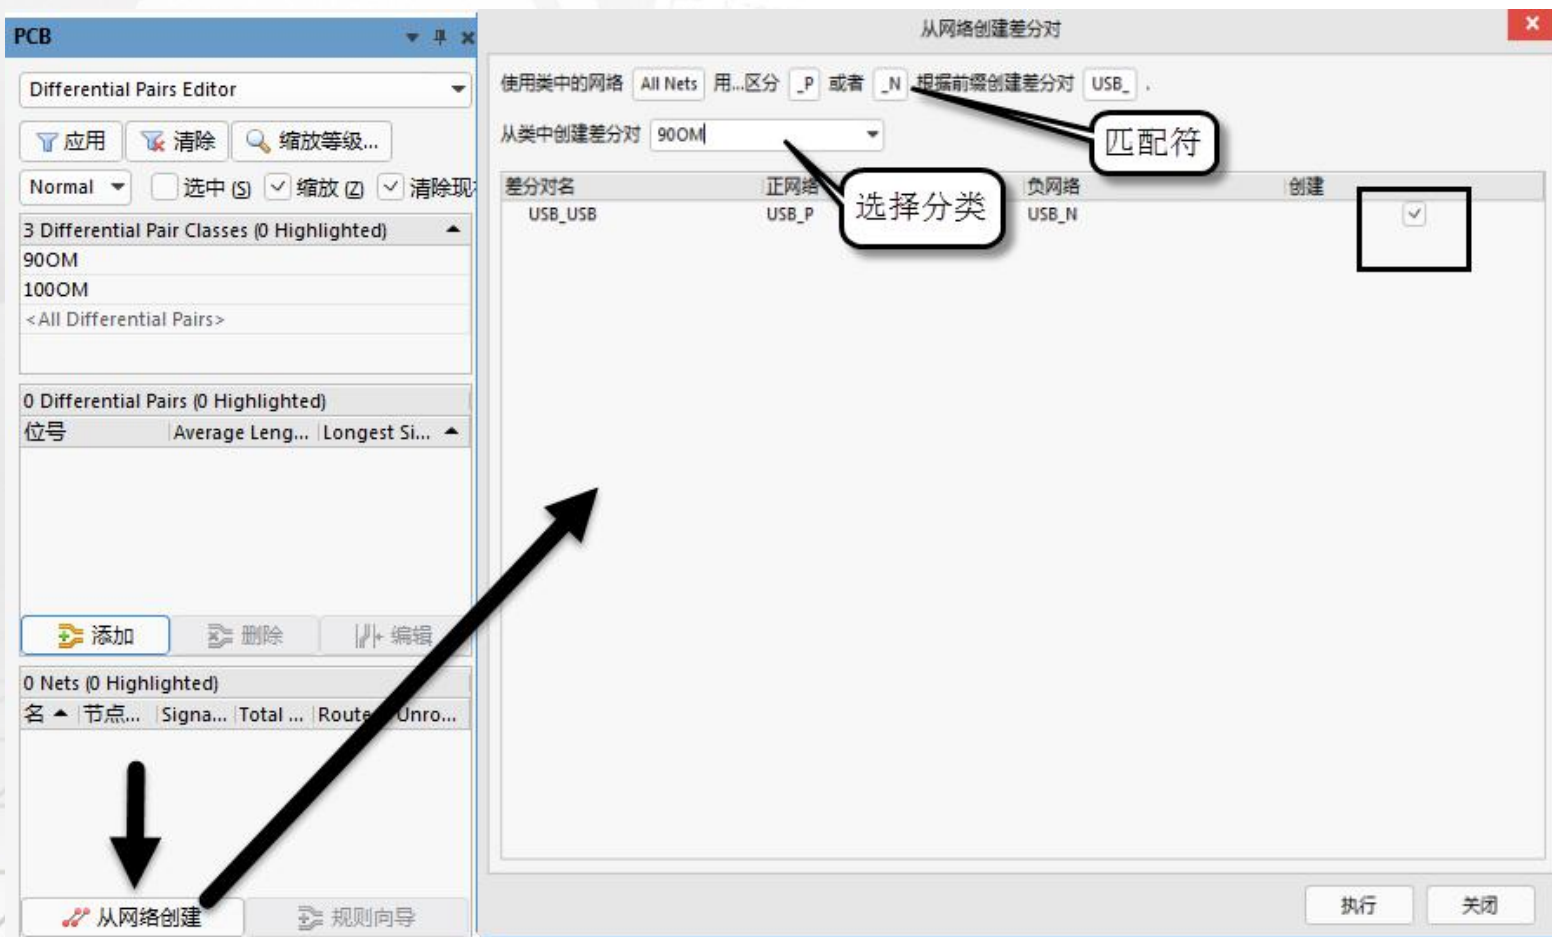 PCB
Differential Pairs Editor
应用 清除 缩放等级...
Normal 选中 (S) 缩放 (Z) 清除现
3 Differential Pair Classes (0 Highlighted)
90OM
100OM
<All Differential Pairs>
0 Differential Pairs (0 Highlighted)
位号 Average Leng... Longest Si...
添加 删除 编辑
0 Nets (0 Highlighted)
名 节点... Signa... Total ... Route Unro...
从网络创建 规则向导
从网络创建差分对
使用类中的网络 All Nets 用...区分 _P 或者 _N 根据前缀创建差分对 USB_ .
从类中创建差分对 90OM
匹配符
选择分类
差分对名 正网络 负网络 创建
USB_USB USB_P USB_N
执行 关闭